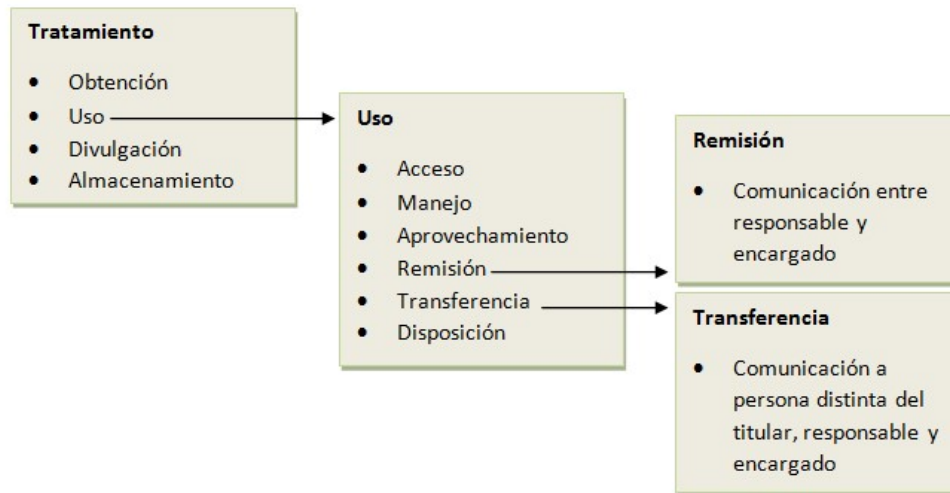 Tratamiento
• Obtención
• Uso
• Divulgación
• Almacenamiento
Uso
• Acceso
• Manejo
• Aprovechamiento
• Remisión
• Transferencia
• Disposición
Remisión
• Comunicación entre
responsable y
encargado
Transferencia
• Comunicación a
persona distinta del
titular, responsable y
encargado